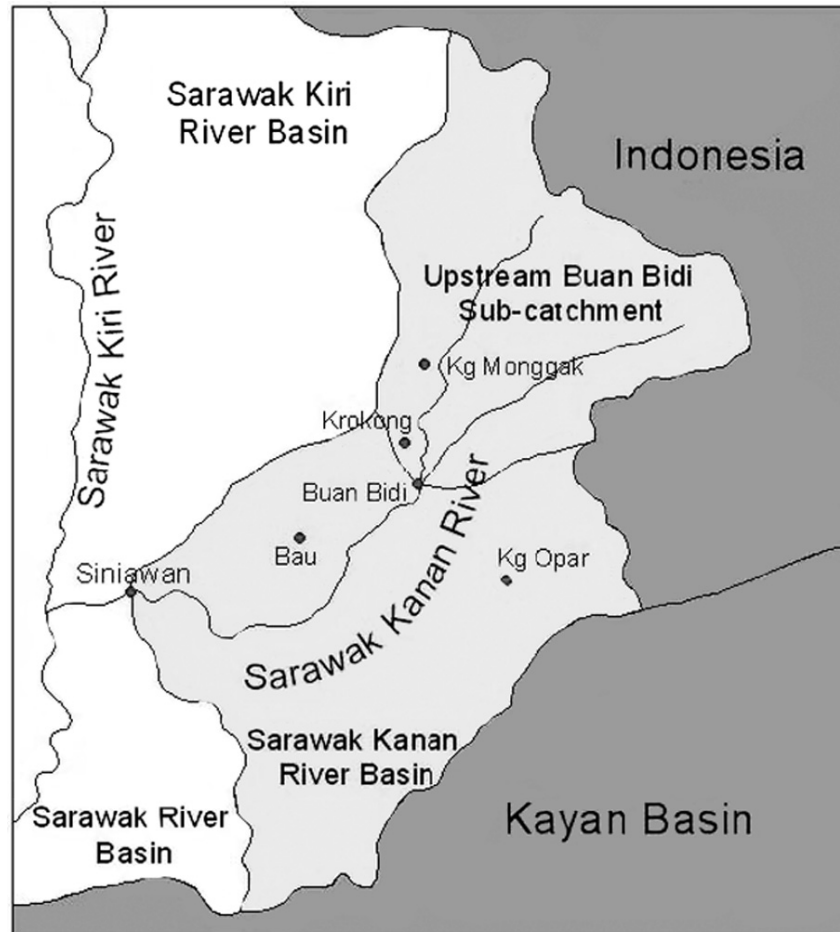 Sarawak Kiri
River Basin
Indonesia
Sarawak Kiri River
Upstream Buan Bidi
Sub-catchment
Kg Monggak
Krokong
Buan Bidi
Sarawak Kanan River
Bau
Kg Opar
Siniawan
Sarawak Kanan
River Basin
Sarawak River
Basin
Kayan Basin